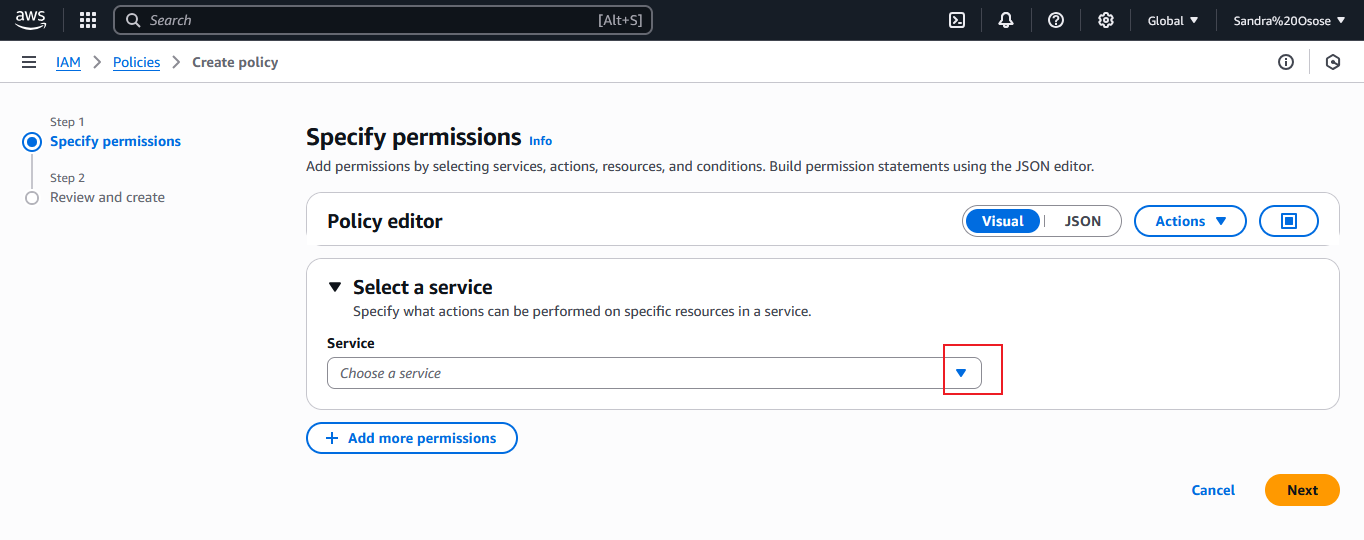 aws Search [Alt+S] Global Sandra%20Osose
IAM Policies Create policy
Step 1
Specify permissions
Step 2
Review and create
Specify permissions Info
Add permissions by selecting services, actions, resources, and conditions. Build permission statements using the JSON editor.
Policy editor Visual JSON Actions
Select a service
Specify what actions can be performed on specific resources in a service.
Service
Choose a service
Add more permissions
Cancel Next